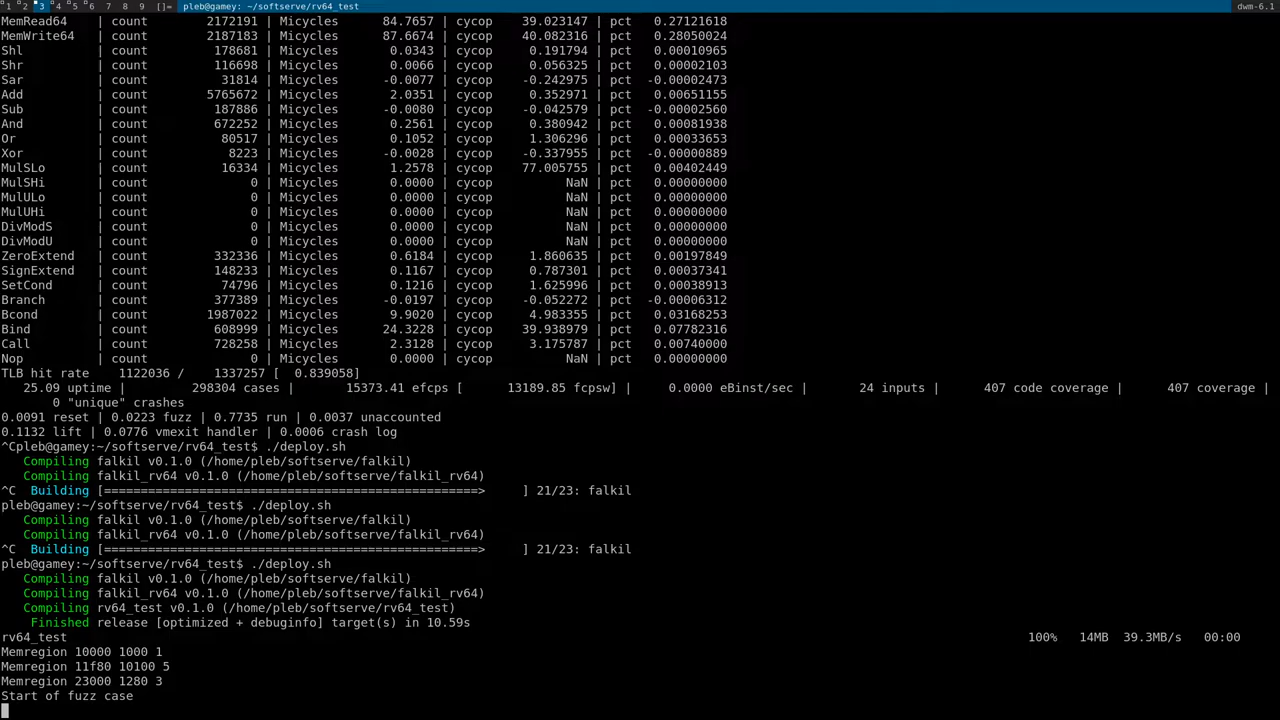 1 2 3 4 5 6 7 8 9 []= pleb@gamey: ~/softserve/rv64_test dwm-6.1
MemRead64 | count 2172191 | Micycles 84.7657 | cycop 39.023147 | pct 0.27121618
MemWrite64 | count 2187183 | Micycles 87.6674 | cycop 40.082316 | pct 0.28050024
Shl | count 178681 | Micycles 0.0343 | cycop 0.191794 | pct 0.00010965
Shr | count 116698 | Micycles 0.0066 | cycop 0.056325 | pct 0.00002103
Sar | count 31814 | Micycles -0.0077 | cycop -0.242975 | pct -0.00002473
Add | count 5765672 | Micycles 2.0351 | cycop 0.352971 | pct 0.00651155
Sub | count 187886 | Micycles -0.0080 | cycop -0.042579 | pct -0.00002560
And | count 672252 | Micycles 0.2561 | cycop 0.380942 | pct 0.00081938
Or | count 80517 | Micycles 0.1052 | cycop 1.306296 | pct 0.00033653
Xor | count 8223 | Micycles -0.0028 | cycop -0.337955 | pct -0.00000889
MulSLo | count 16334 | Micycles 1.2578 | cycop 77.005755 | pct 0.00402449
MulSHi | count 0 | Micycles 0.0000 | cycop NaN | pct 0.00000000
MulULo | count 0 | Micycles 0.0000 | cycop NaN | pct 0.00000000
MulUHi | count 0 | Micycles 0.0000 | cycop NaN | pct 0.00000000
DivModS | count 0 | Micycles 0.0000 | cycop NaN | pct 0.00000000
DivModU | count 0 | Micycles 0.0000 | cycop NaN | pct 0.00000000
ZeroExtend | count 332336 | Micycles 0.6184 | cycop 1.860635 | pct 0.00197849
SignExtend | count 148233 | Micycles 0.1167 | cycop 0.787301 | pct 0.00037341
SetCond | count 74796 | Micycles 0.1216 | cycop 1.625996 | pct 0.00038913
Branch | count 377389 | Micycles -0.0197 | cycop -0.052272 | pct -0.00006312
Bcond | count 1987022 | Micycles 9.9020 | cycop 4.983355 | pct 0.03168253
Bind | count 608999 | Micycles 24.3228 | cycop 39.938979 | pct 0.07782316
Call | count 728258 | Micycles 2.3128 | cycop 3.175787 | pct 0.00740000
Nop | count 0 | Micycles 0.0000 | cycop NaN | pct 0.00000000
TLB hit rate 1122036 / 1337257 [ 0.839058]
25.09 uptime | 298304 cases | 15373.41 efcps [ 13189.85 fcpsw] | 0.0000 eBinst/sec | 24 inputs | 407 code coverage | 407 coverage |
0 "unique" crashes
0.0091 reset | 0.0223 fuzz | 0.7735 run | 0.0037 unaccounted
0.1132 lift | 0.0776 vmexit handler | 0.0006 crash log
^Cpleb@gamey:~/softserve/rv64_test$ ./deploy.sh
Compiling falkil v0.1.0 (/home/pleb/softserve/falkil)
Compiling falkil_rv64 v0.1.0 (/home/pleb/softserve/falkil_rv64)
^C Building [===================================================> ] 21/23: falkil
pleb@gamey:~/softserve/rv64_test$ ./deploy.sh
Compiling falkil v0.1.0 (/home/pleb/softserve/falkil)
Compiling falkil_rv64 v0.1.0 (/home/pleb/softserve/falkil_rv64)
^C Building [===================================================> ] 21/23: falkil
pleb@gamey:~/softserve/rv64_test$ ./deploy.sh
Compiling falkil v0.1.0 (/home/pleb/softserve/falkil)
Compiling falkil_rv64 v0.1.0 (/home/pleb/softserve/falkil_rv64)
Compiling rv64_test v0.1.0 (/home/pleb/softserve/rv64_test)
Finished release [optimized + debuginfo] target(s) in 10.59s
rv64_test 100% 14MB 39.3MB/s 00:00
Memregion 10000 1000 1
Memregion 11f80 10100 5
Memregion 23000 1280 3
Start of fuzz case